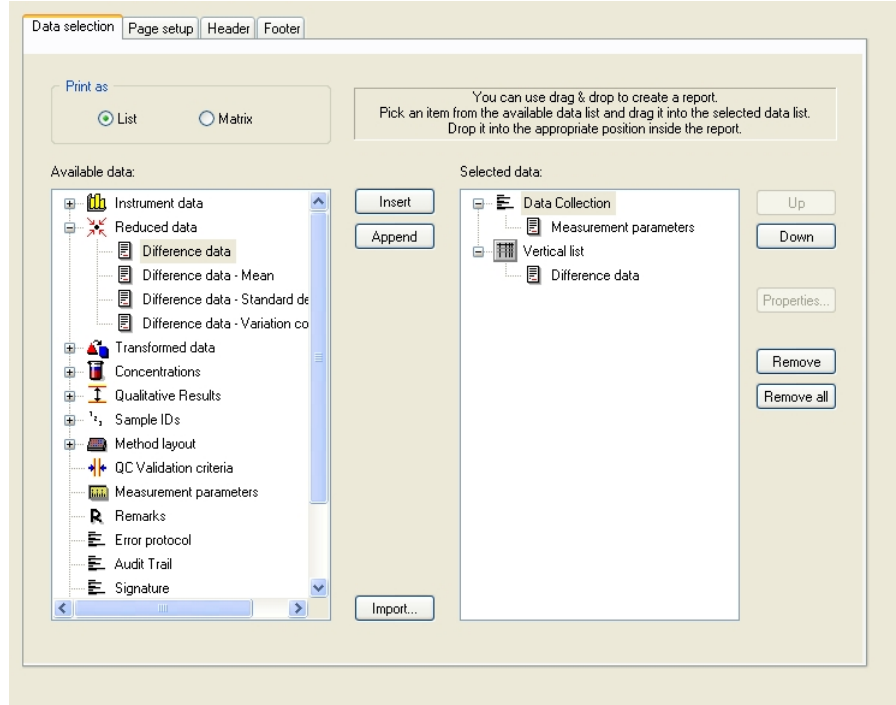 Data selection
Page setup
Header
Footer
Print as
List
Matrix
You can use drag & drop to create a report.
Pick an item from the available data list and drag it into the selected data list.
Drop it into the appropriate position inside the report.
Available data:
Instrument data
Reduced data
Difference data
Difference data - Mean
Difference data - Standard de
Difference data - Variation co
Transformed data
Concentrations
Qualitative Results
Sample IDs
Method layout
QC Validation criteria
Measurement parameters
Remarks
Error protocol
Audit Trail
Signature
Insert
Append
Import...
Selected data:
Data Collection
Measurement parameters
Vertical list
Difference data
Up
Down
Properties...
Remove
Remove all